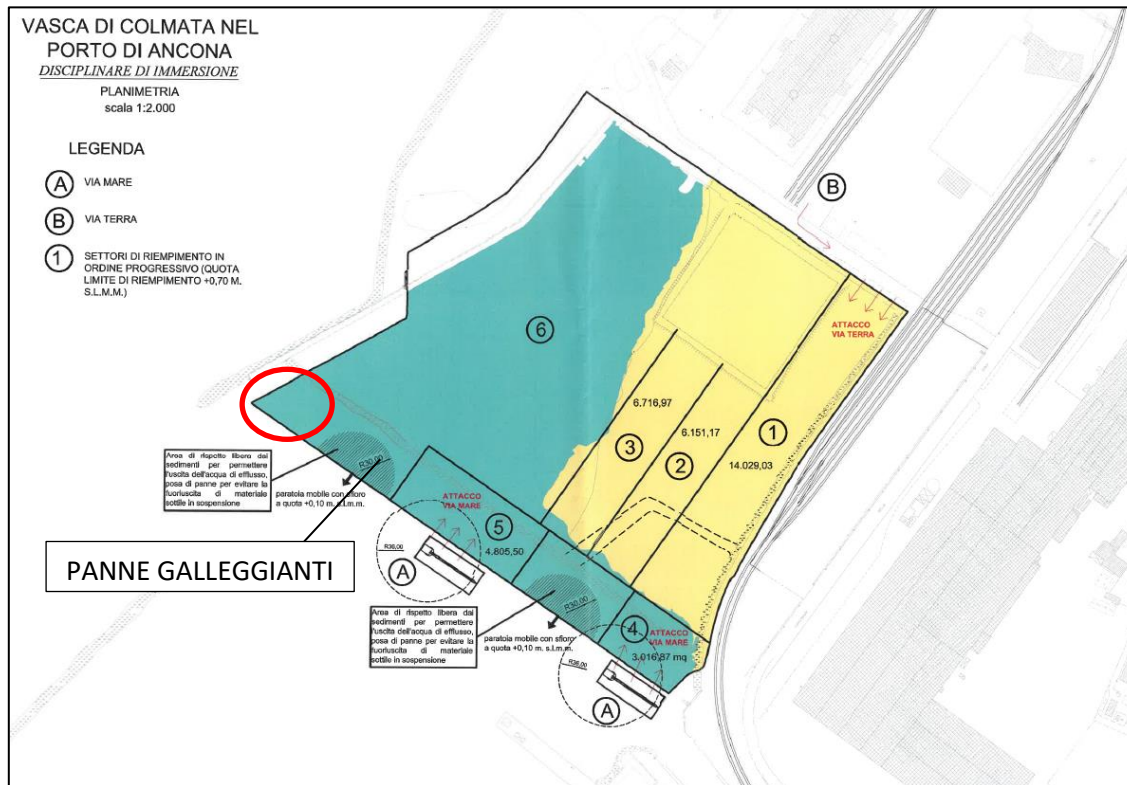 VASCA DI COLMATA NEL
PORTO DI ANCONA
DISCIPLINARE DI IMMERSIONE
PLANIMETRIA
scala 1:2.000
LEGENDA
A VIA MARE
B VIA TERRA
1 SETTORI DI RIEMPIMENTO IN
ORDINE PROGRESSIVO (QUOTA
LIMITE DI RIEMPIMENTO +0,70 M.
S.L.M.M.)
B
ATTACCO
VIA TERRA
6
6.716,97
6.151,17
1
3
2
14.029,03
Area di rispetto libera dai
sedimenti per permettere
l'uscita dell'acqua di efflusso,
posa di panne per evitare la
fuoriuscita di materiale
sottile in sospensione
R30,00
paratoia mobile con sfioro
a quota +0,10 m. s.l.m.m.
ATTACCO
VIA MARE
5
4.805,50
R36,00
A
PANNE GALLEGGIANTI
Area di rispetto libera dai
sedimenti per permettere
l'uscita dell'acqua di efflusso,
posa di panne per evitare la
fuoriuscita di materiale
sottile in sospensione
R30,00
paratoia mobile con sfioro
a quota +0,10 m. s.l.m.m.
4
ATTACCO
VIA MARE
3.016,87 mq
R36,00
A